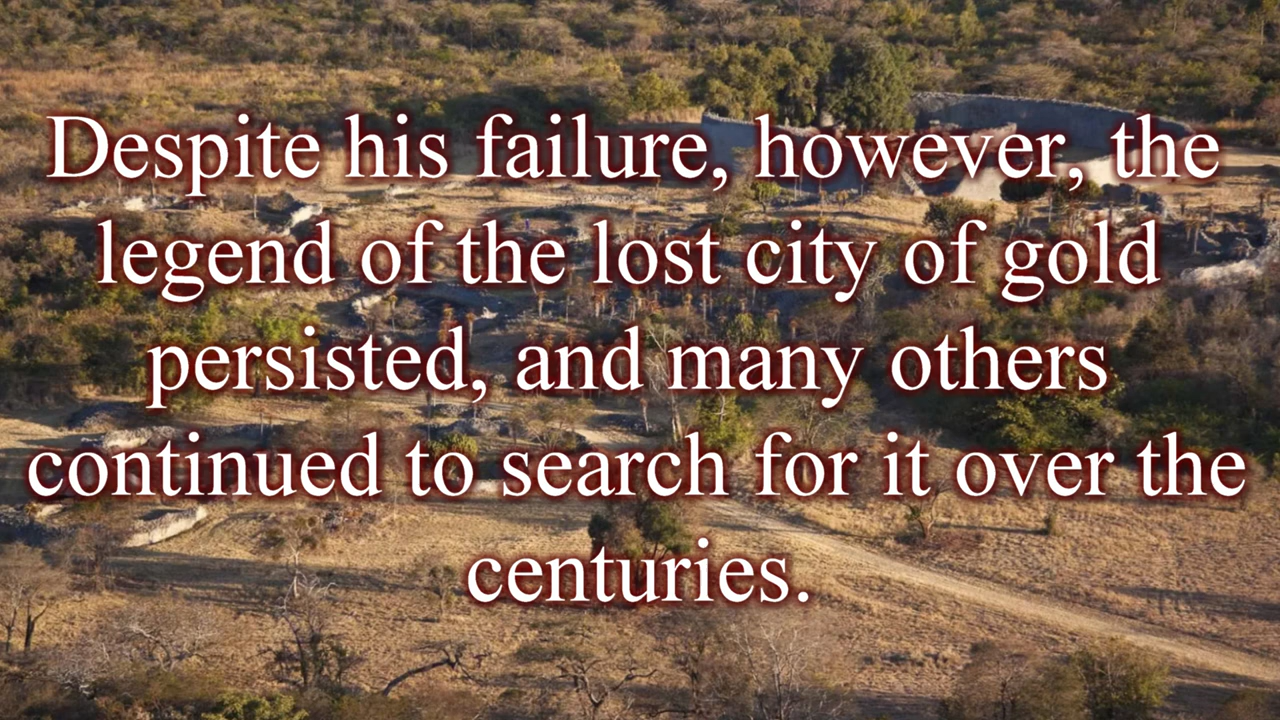 Despite his failure, however, the
legend of the lost city of gold
persisted, and many others
continued to search for it over the
centuries.